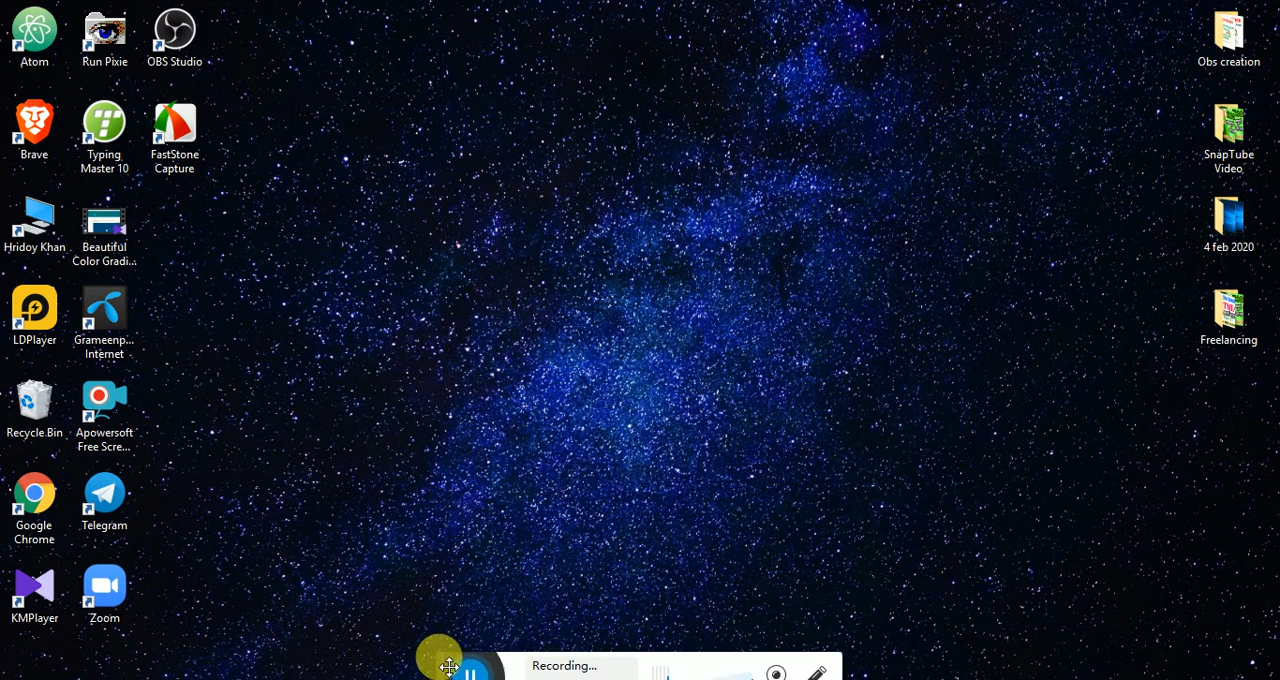 Atom
Run Pixie
OBS Studio
Obs creation
Brave
Typing
Master 10
FastStone
Capture
SnapTube
Video
Hridoy Khan
Beautiful
Color Gradi...
4 feb 2020
LDPlayer
Grameenp...
Internet
Freelancing
Recycle.Bin
Apowersoft
Free Scre...
Google
Chrome
Telegram
KMPlayer
Zoom
Recording...